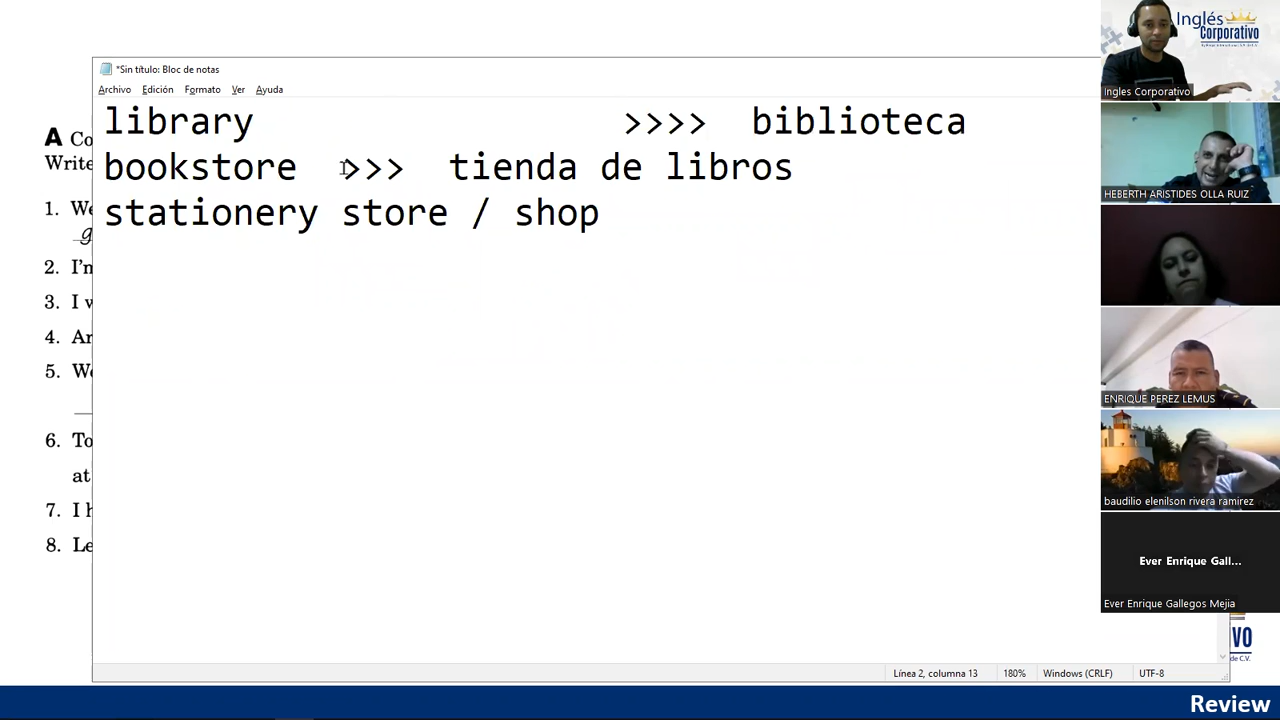 *Sin título: Bloc de notas
Archivo Edición Formato Ver Ayuda
library >>>> biblioteca
bookstore >>> tienda de libros
stationery store / shop
A Co
Write
1. We
g
2. I'm
3. I v
4. Ar
5. We
6. To
at
7. I h
8. Le
Línea 2, columna 13 180% Windows (CRLF) UTF-8
Review
Inglés
Corporativo
Ingles Corporativo
HEBERTH ARISTIDES OLLA RUIZ
ENRIQUE PEREZ LEMUS
baudilio elenilson rivera ramirez
Ever Enrique Gall...
Ever Enrique Gallegos Mejia
VO
de C.V.